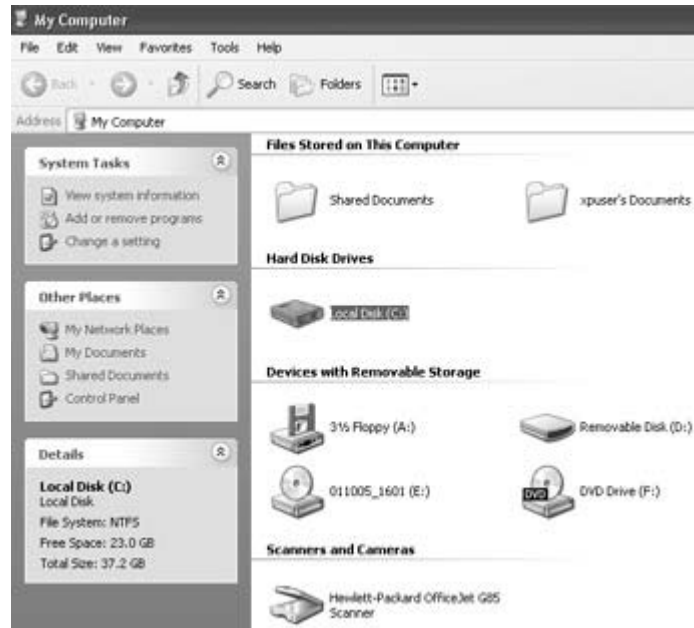 My Computer
File Edit View Favorites Tools Help
Back Search Folders
Address My Computer
System Tasks
View system information
Add or remove programs
Change a setting
Other Places
My Network Places
My Documents
Shared Documents
Control Panel
Details
Local Disk (C:)
Local Disk
File System: NTFS
Free Space: 23.0 GB
Total Size: 37.2 GB
Files Stored on This Computer
Shared Documents xpuser's Documents
Hard Disk Drives
Local Disk (C:)
Devices with Removable Storage
3½ Floppy (A:) Removable Disk (D:)
011005_1601 (E:) DVD DVD Drive (F:)
Scanners and Cameras
Hewlett-Packard OfficeJet G85
Scanner